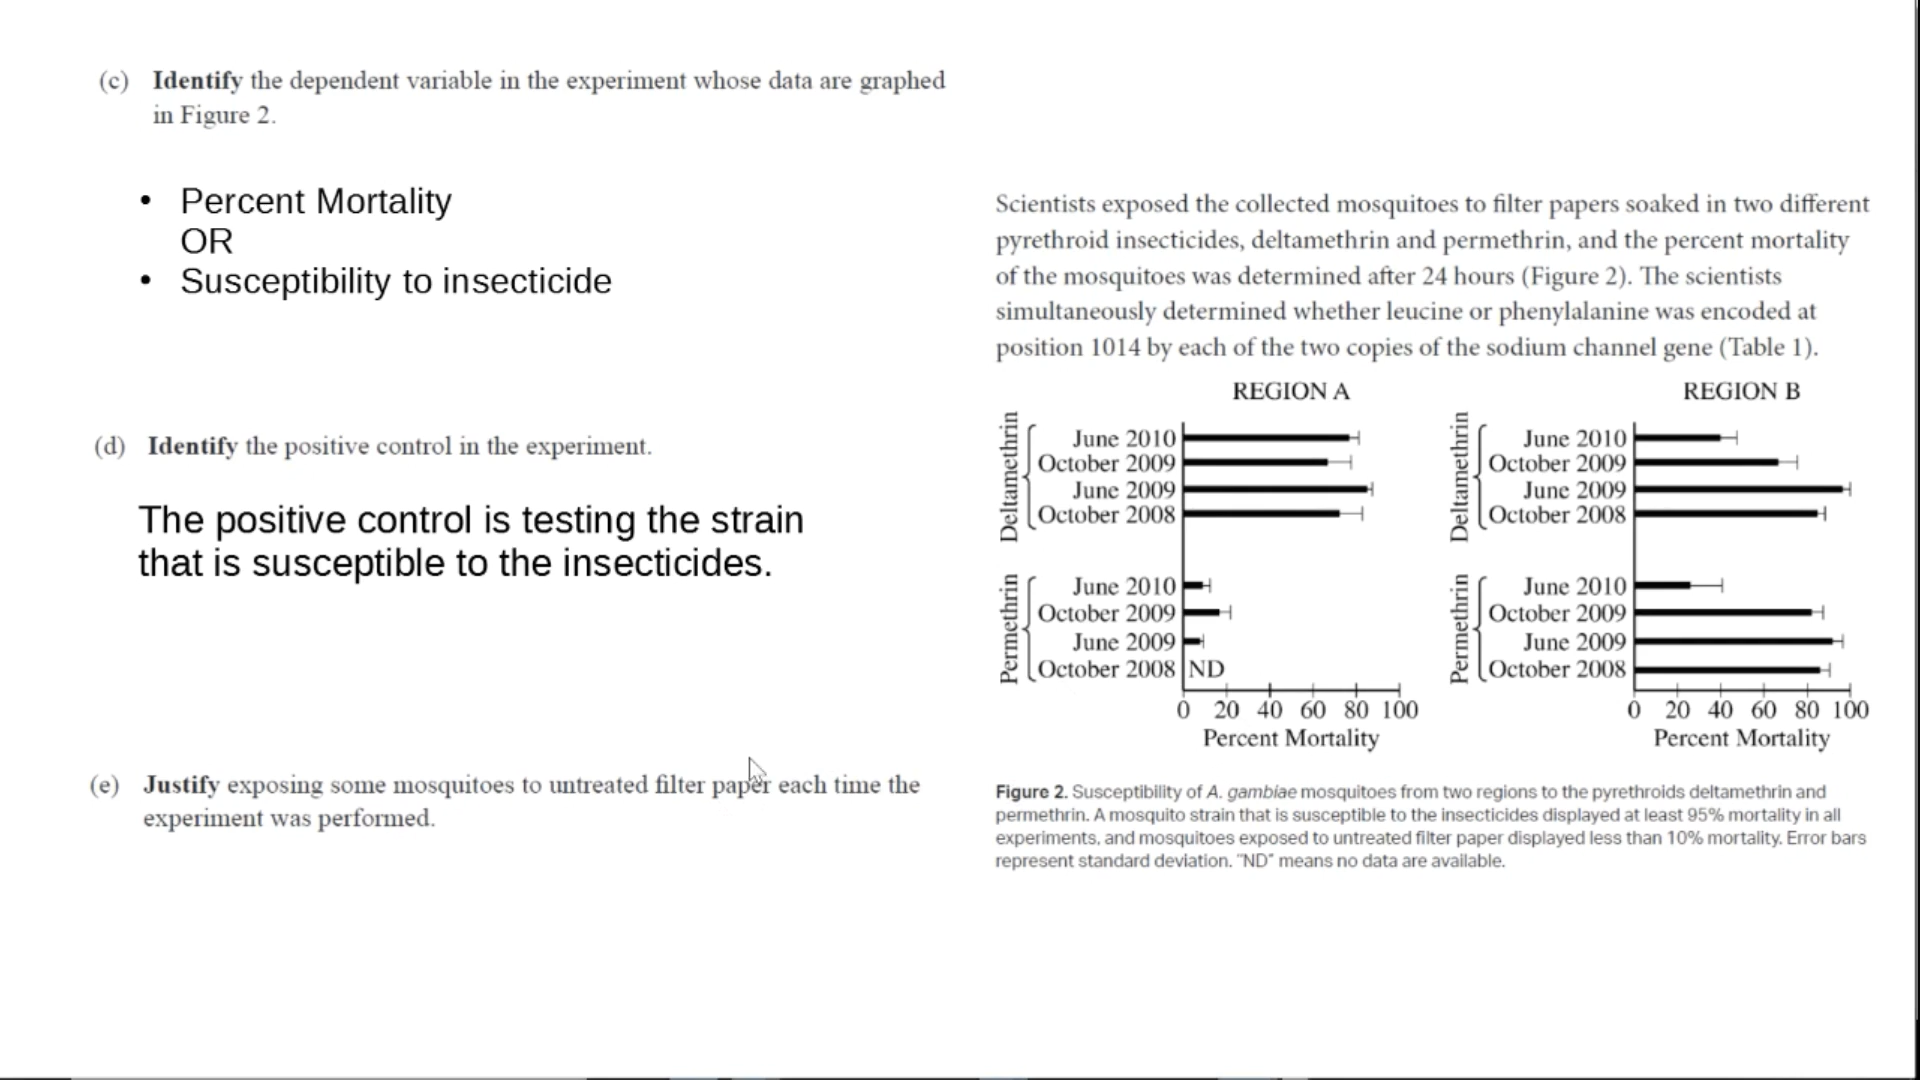 (c) Identify the dependent variable in the experiment whose data are graphed
in Figure 2.
• Percent Mortality
OR
• Susceptibility to insecticide
(d) Identify the positive control in the experiment.
The positive control is testing the strain
that is susceptible to the insecticides.
(e) Justify exposing some mosquitoes to untreated filter paper each time the
experiment was performed.
Scientists exposed the collected mosquitoes to filter papers soaked in two different
pyrethroid insecticides, deltamethrin and permethrin, and the percent mortality
of the mosquitoes was determined after 24 hours (Figure 2). The scientists
simultaneously determined whether leucine or phenylalanine was encoded at
position 1014 by each of the two copies of the sodium channel gene (Table 1).
REGION A
Deltamethrin
June 2010
October 2009
June 2009
October 2008
Permethrin
June 2010
October 2009
June 2009
October 2008 ND
0 20 40 60 80 100
Percent Mortality
REGION B
Deltamethrin
June 2010
October 2009
June 2009
October 2008
Permethrin
June 2010
October 2009
June 2009
October 2008
0 20 40 60 80 100
Percent Mortality
Figure 2. Susceptibility of A. gambiae mosquitoes from two regions to the pyrethroids deltamethrin and
permethrin. A mosquito strain that is susceptible to the insecticides displayed at least 95% mortality in all
experiments, and mosquitoes exposed to untreated filter paper displayed less than 10% mortality. Error bars
represent standard deviation. "ND" means no data are available.